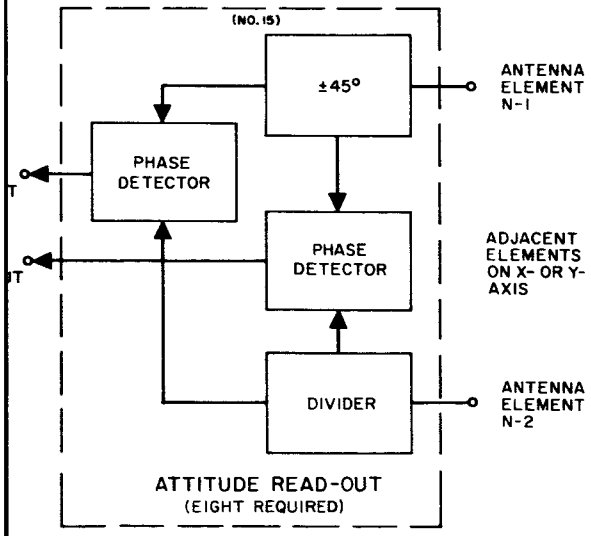 (NO. 15)
±45°
ANTENNA
ELEMENT
N-1
PHASE
DETECTOR
T
PHASE
DETECTOR
ADJACENT
ELEMENTS
ON X- OR Y-
AXIS
DIVIDER
ANTENNA
ELEMENT
N-2
ATTITUDE READ-OUT
(EIGHT REQUIRED)